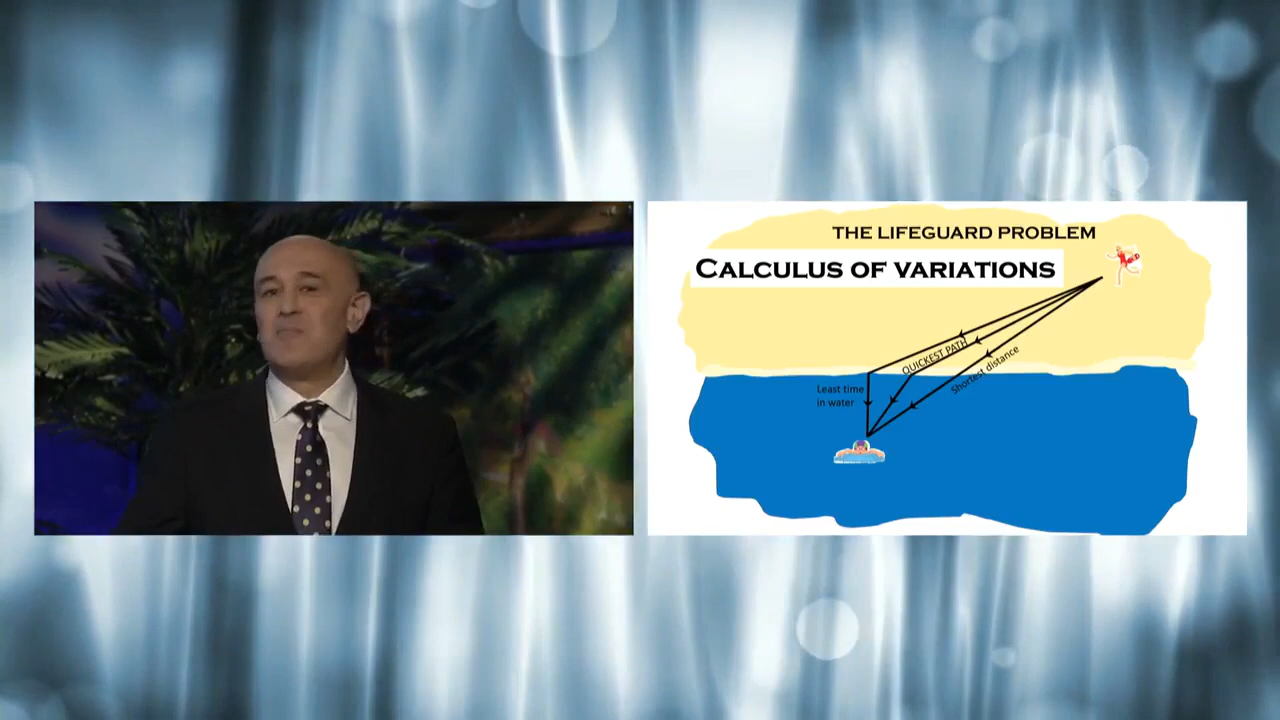 THE LIFEGUARD PROBLEM
CALCULUS OF VARIATIONS
QUICKEST PATH
Shortest distance
Least time
in water